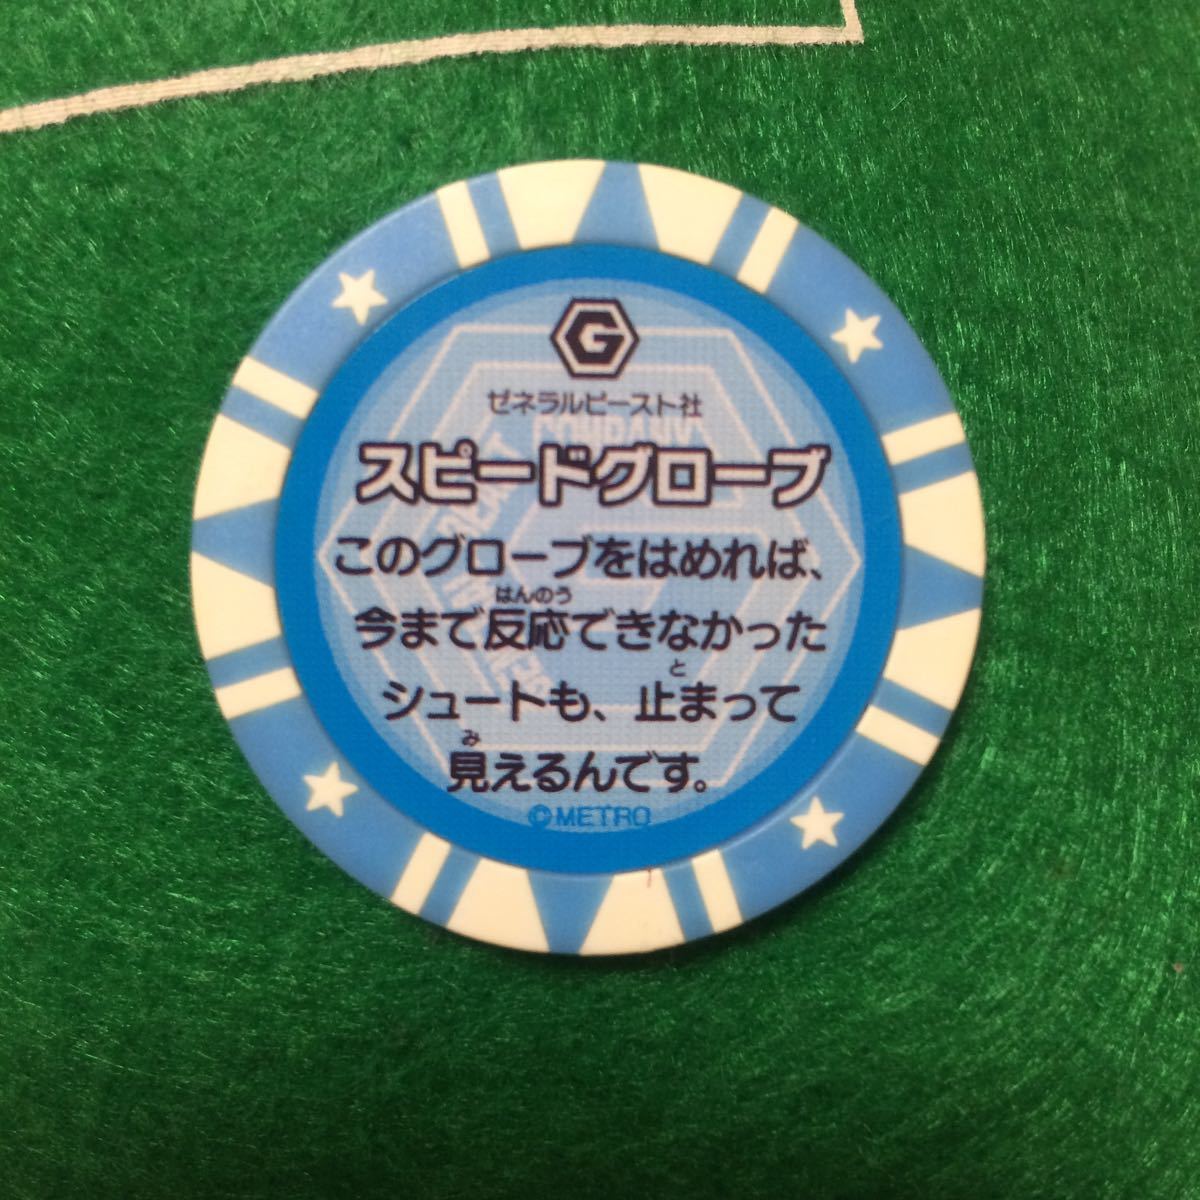 G
ゼネラルピースト社
スピードグローブ
このグローブをはめれば、
はんのう
今まで反応できなかった
と
シュートも、止まって
み
見えるんです。
©METRO